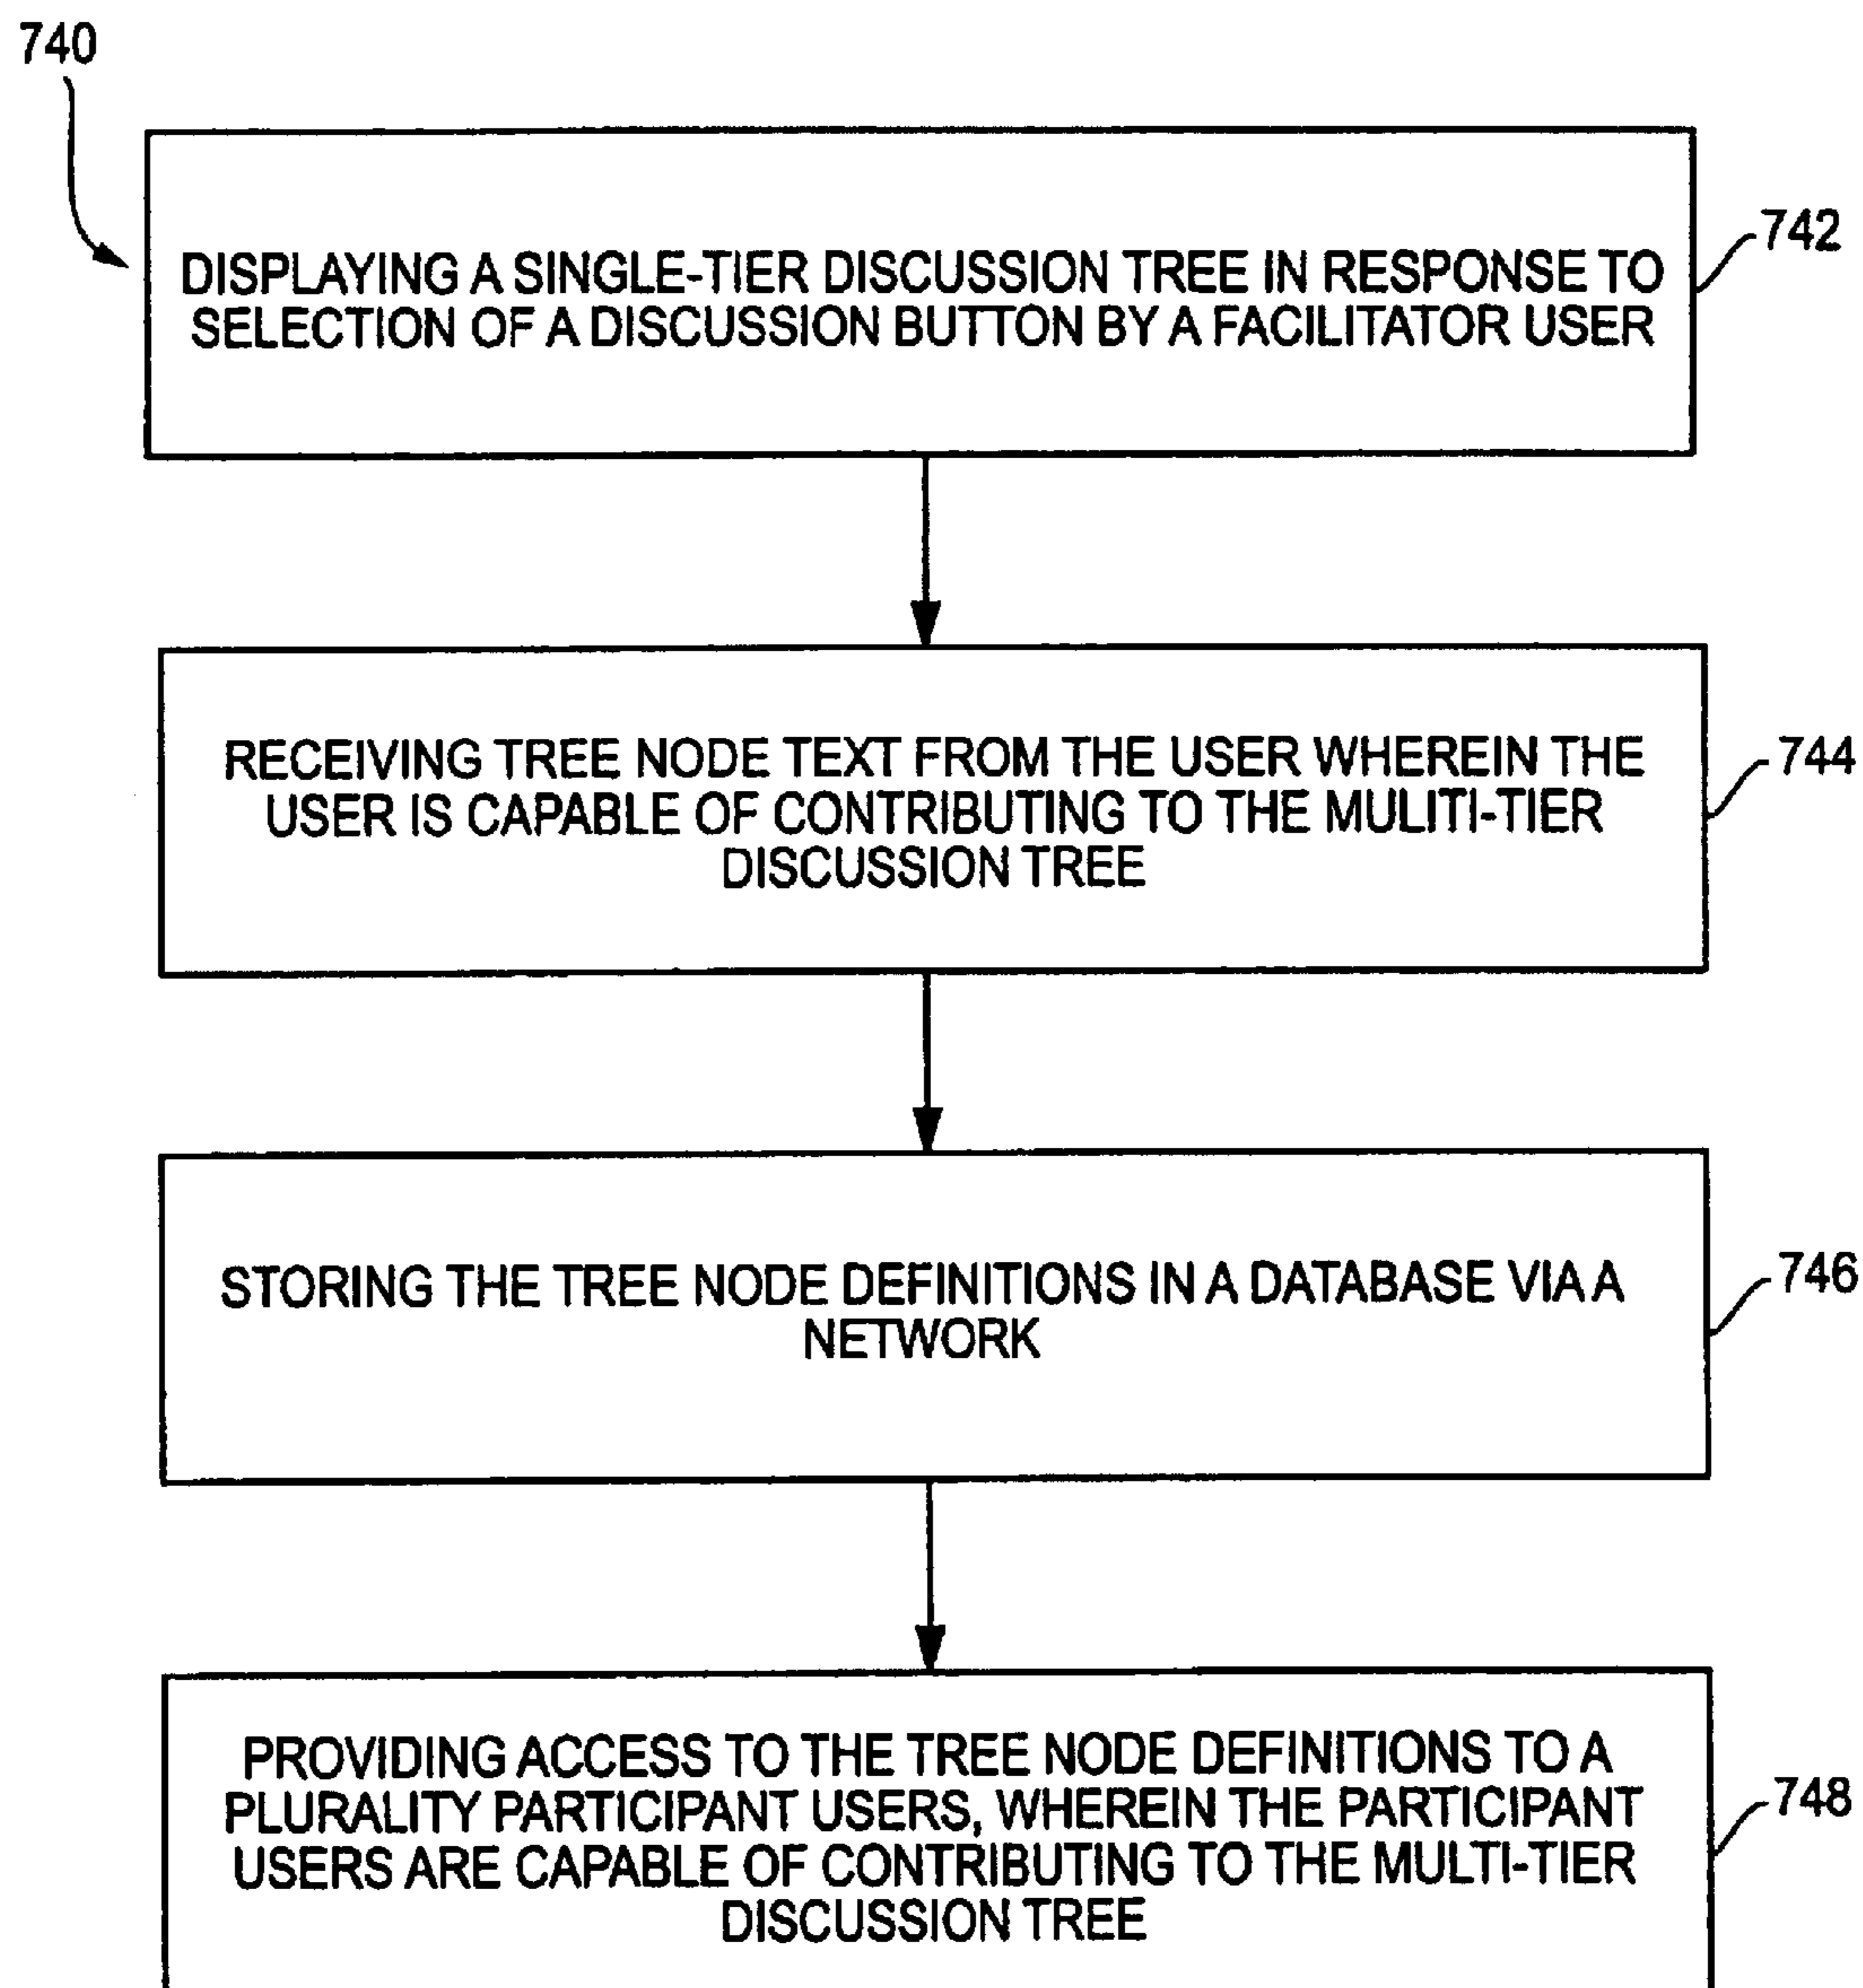 740
DISPLAYING A SINGLE-TIER DISCUSSION TREE IN RESPONSE TO
SELECTION OF A DISCUSSION BUTTON BY A FACILITATOR USER
742
RECEIVING TREE NODE TEXT FROM THE USER WHEREIN THE
USER IS CAPABLE OF CONTRIBUTING TO THE MULITI-TIER
DISCUSSION TREE
744
STORING THE TREE NODE DEFINITIONS IN A DATABASE VIA A
NETWORK
746
PROVIDING ACCESS TO THE TREE NODE DEFINITIONS TO A
PLURALITY PARTICIPANT USERS, WHEREIN THE PARTICIPANT
USERS ARE CAPABLE OF CONTRIBUTING TO THE MULTI-TIER
DISCUSSION TREE
748